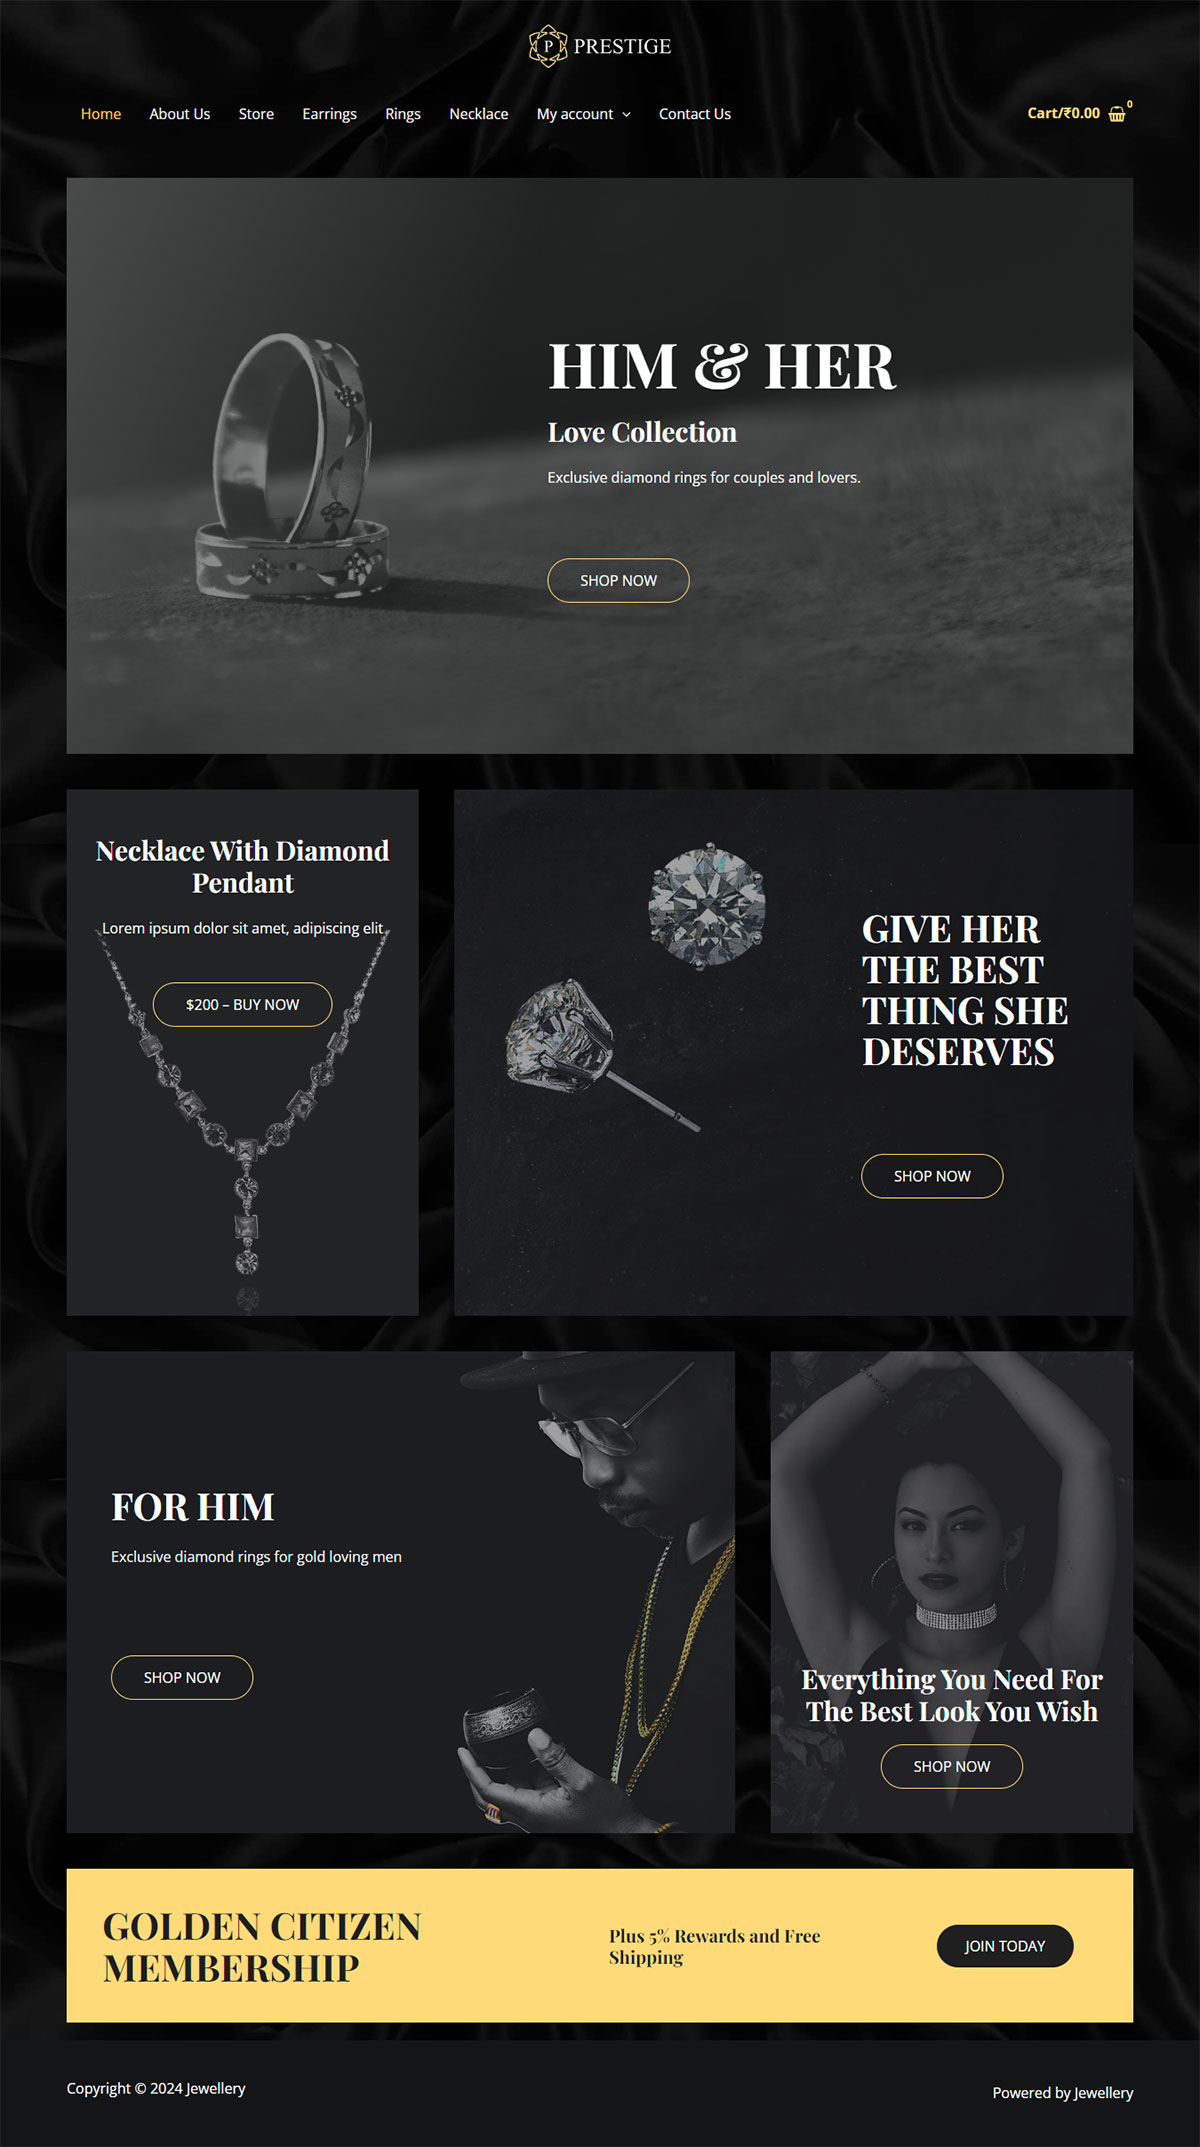 P PRESTIGE
Home About Us Store Earrings Rings Necklace My account Contact Us Cart/₹0.00 0
HIM & HER
Love Collection
Exclusive diamond rings for couples and lovers.
SHOP NOW
Necklace With Diamond
Pendant
Lorem ipsum dolor sit amet, adipiscing elit.
$200 – BUY NOW
GIVE HER
THE BEST
THING SHE
DESERVES
SHOP NOW
FOR HIM
Exclusive diamond rings for gold loving men
SHOP NOW
Everything You Need For
The Best Look You Wish
SHOP NOW
GOLDEN CITIZEN
MEMBERSHIP
Plus 5% Rewards and Free
Shipping
JOIN TODAY
Copyright © 2024 Jewellery
Powered by Jewellery